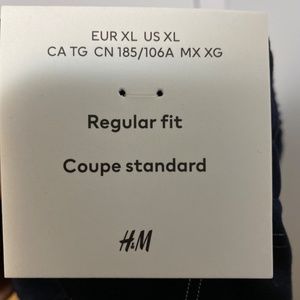 EUR XL US XL
CA TG CN 185/106A MX XG
Regular fit
Coupe standard
H&M